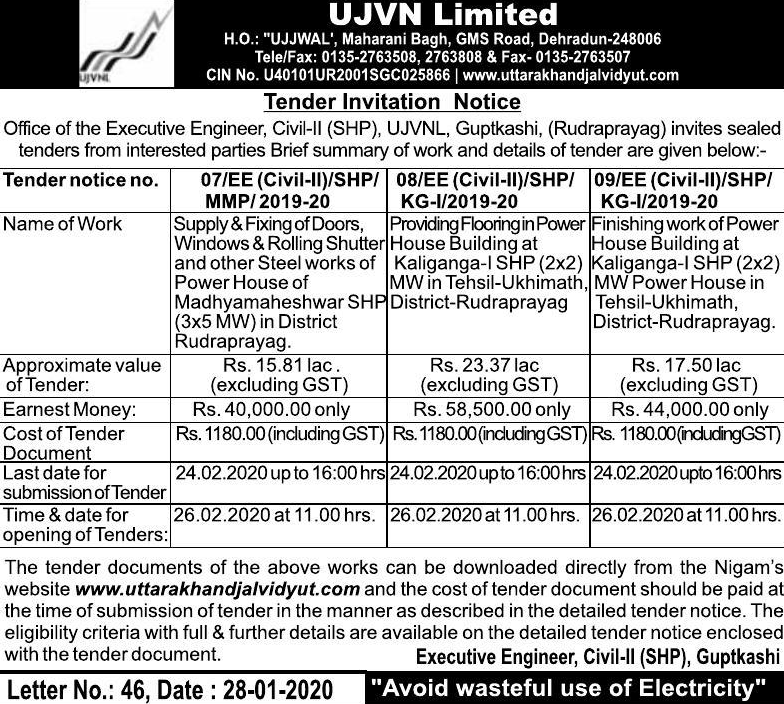 UJVNL
UJVN Limited
H.O.: "UJJWAL', Maharani Bagh, GMS Road, Dehradun-248006
Tele/Fax: 0135-2763508, 2763808 & Fax- 0135-2763507
CIN No. U40101UR2001SGC025866 | www.uttarakhandjalvidyut.com
Tender Invitation Notice
Office of the Executive Engineer, Civil-II (SHP), UJVNL, Guptkashi, (Rudraprayag) invites sealed
tenders from interested parties Brief summary of work and details of tender are given below:-
Tender notice no. 07/EE (Civil-II)/SHP/ 08/EE (Civil-II)/SHP/ 09/EE (Civil-II)/SHP/
MMP/ 2019-20 KG-I/2019-20 KG-I/2019-20
Name of Work Supply & Fixing of Doors, Providing Flooring in Power Finishing work of Power
Windows & Rolling Shutter House Building at House Building at
and other Steel works of Kaliganga-I SHP (2x2) Kaliganga-I SHP (2x2)
Power House of MW in Tehsil-Ukhimath, MW Power House in
Madhyamaheshwar SHP District-Rudraprayag Tehsil-Ukhimath,
(3x5 MW) in District District-Rudraprayag.
Rudraprayag.
Approximate value Rs. 15.81 lac . Rs. 23.37 lac Rs. 17.50 lac
of Tender: (excluding GST) (excluding GST) (excluding GST)
Earnest Money: Rs. 40,000.00 only Rs. 58,500.00 only Rs. 44,000.00 only
Cost of Tender Rs. 1180.00 (including GST) Rs. 1180.00 (including GST) Rs. 1180.00 (including GST)
Document
Last date for 24.02.2020 up to 16:00 hrs 24.02.2020 up to 16:00 hrs 24.02.2020 upto 16:00 hrs
submission of Tender
Time & date for 26.02.2020 at 11.00 hrs. 26.02.2020 at 11.00 hrs. 26.02.2020 at 11.00 hrs.
opening of Tenders:
The tender documents of the above works can be downloaded directly from the Nigam's
website www.uttarakhandjalvidyut.com and the cost of tender document should be paid at
the time of submission of tender in the manner as described in the detailed tender notice. The
eligibility criteria with full & further details are available on the detailed tender notice enclosed
with the tender document. Executive Engineer, Civil-II (SHP), Guptkashi
Letter No.: 46, Date : 28-01-2020 "Avoid wasteful use of Electricity"